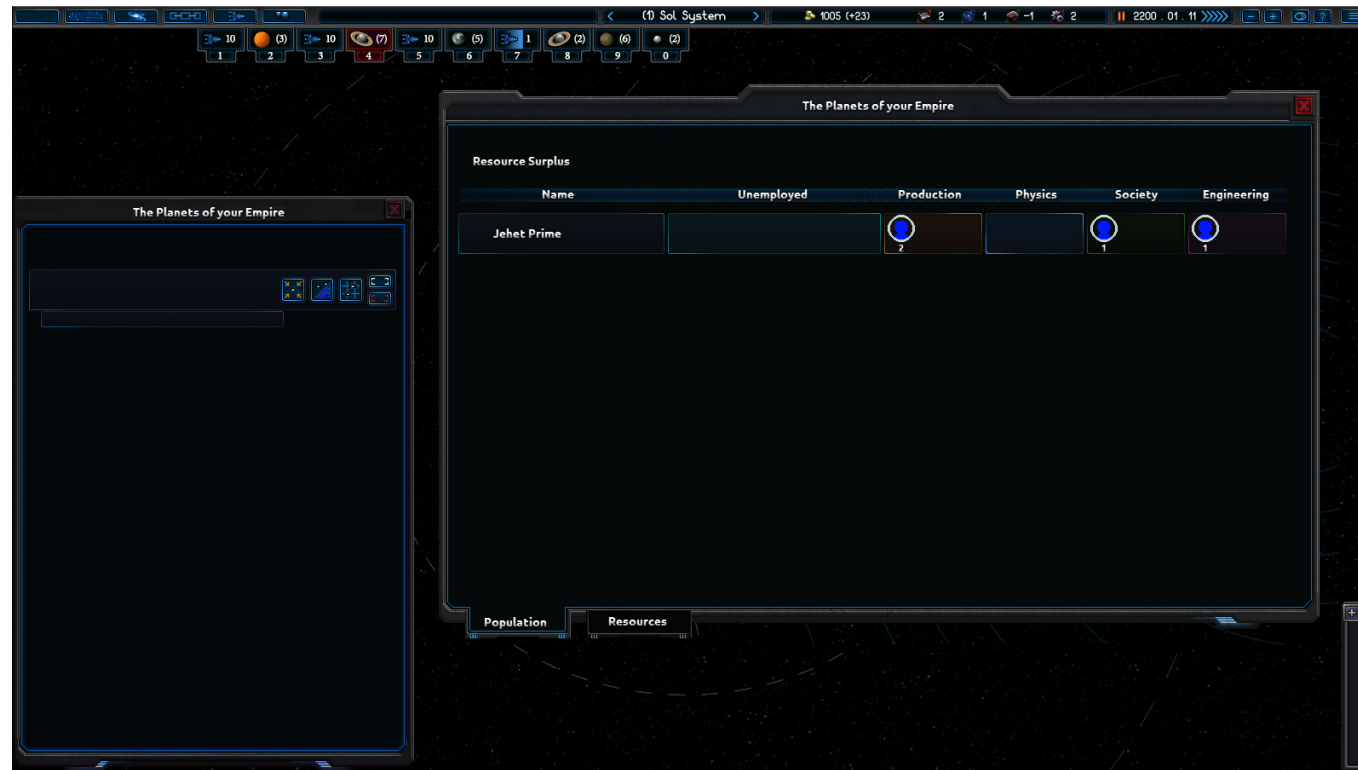 (1) Sol System 1005 (+23) 2 1 -1 2 2200 . 01 . 11
10 (3) 10 (7) 10 (5) 1 (2) (6) (2)
1 2 3 4 5 6 7 8 9 0
The Planets of your Empire
Resource Surplus
Name Unemployed Production Physics Society Engineering
Jehet Prime
2 1 1
Population Resources
The Planets of your Empire